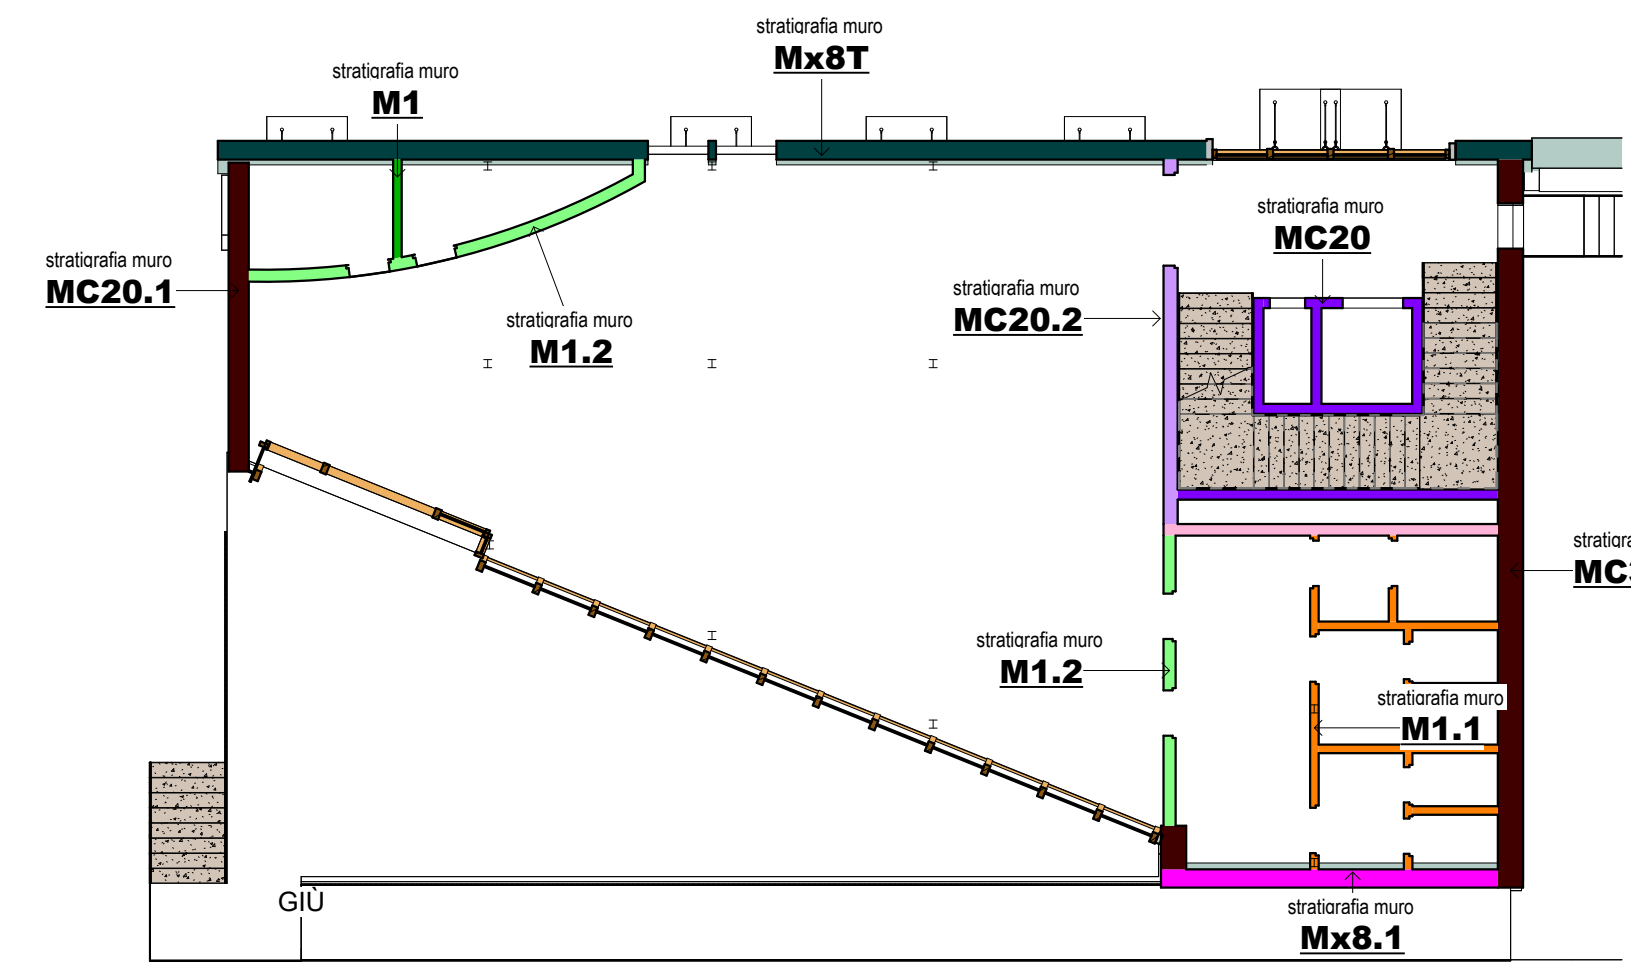 stratigrafia muro
Mx8T
stratigrafia muro
M1
stratigrafia muro
MC20
stratigrafia muro
MC20.1
stratigrafia muro
MC20.2
stratigrafia muro
M1.2
stratigrafia muro
M1.2
stratigrafia muro
M1.1
GIÙ
stratigrafia muro
Mx8.1